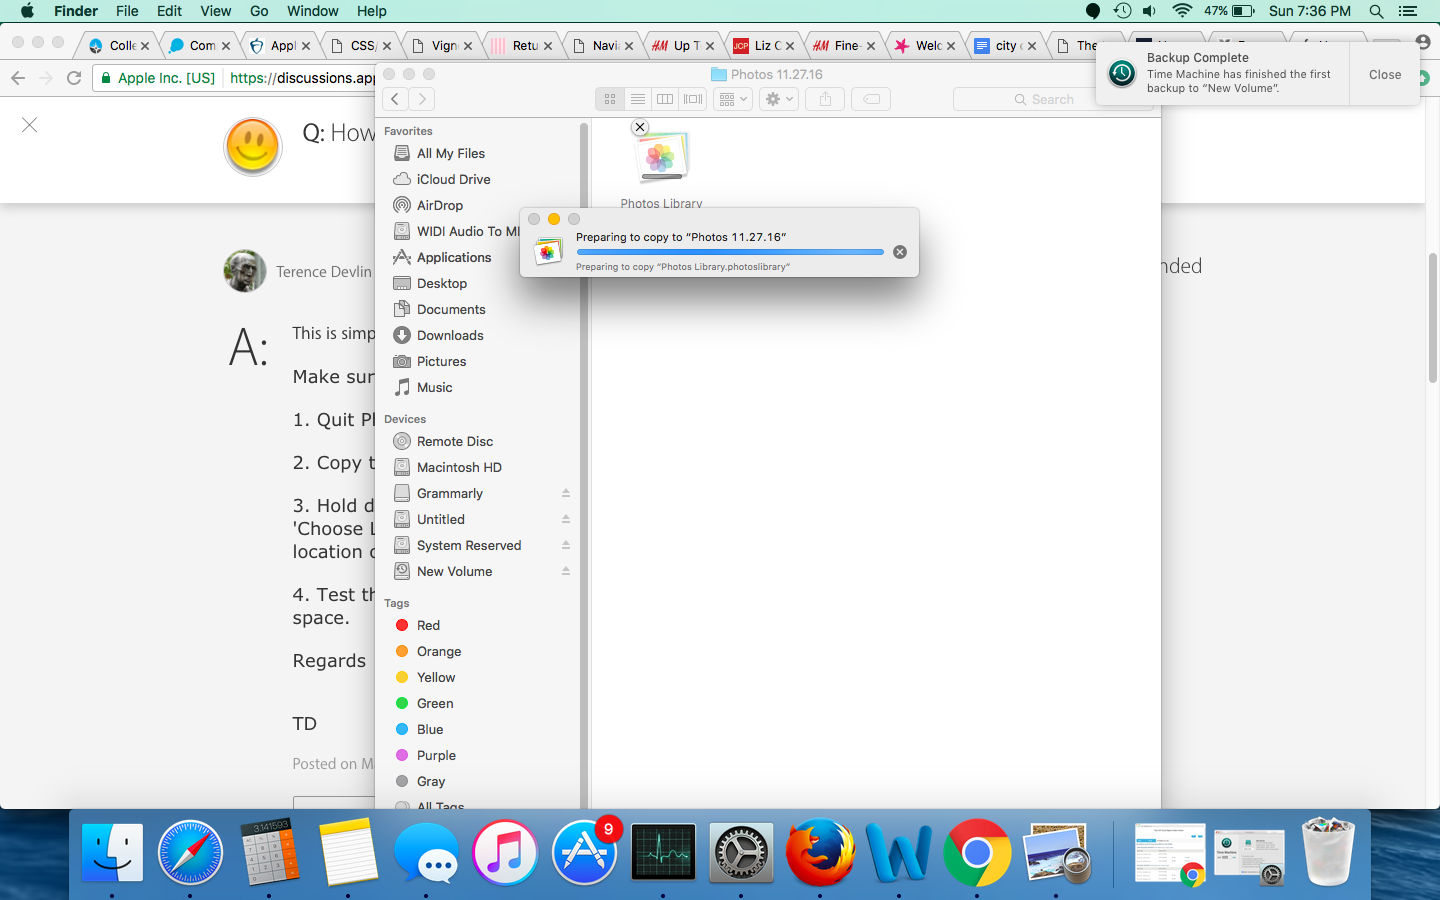 Finder File Edit View Go Window Help 47% Sun 7:36 PM
Colle Com Appl CSS/ Vign Retu Navi H&M Up T JCP Liz C H&M Fine- Welc city The
Apple Inc. [US] https://discussions.app
Photos 11.27.16
Search
Backup Complete
Time Machine has finished the first
backup to “New Volume”.
Close
Q: How
Terence Devlin
nded
A: This is simp
Make sur
1. Quit Ph
2. Copy t
3. Hold d
'Choose L
location o
4. Test th
space.
Regards
TD
Posted on Ma
Favorites
All My Files
iCloud Drive
AirDrop
WIDI Audio To MI
Applications
Desktop
Documents
Downloads
Pictures
Music
Devices
Remote Disc
Macintosh HD
Grammarly
Untitled
System Reserved
New Volume
Tags
Red
Orange
Yellow
Green
Blue
Purple
Gray
All Tags
Photos Library
Preparing to copy to “Photos 11.27.16”
Preparing to copy “Photos Library.photoslibrary”
3.141593
9